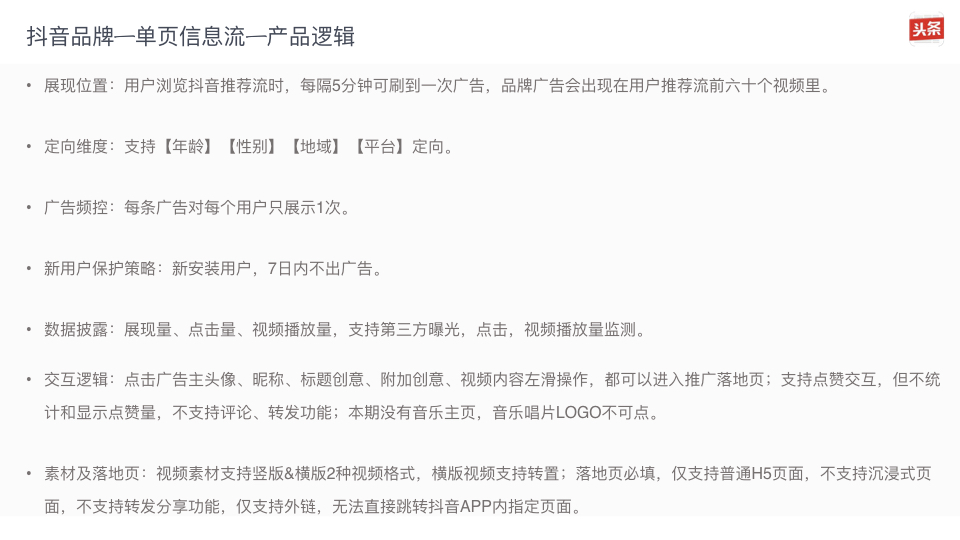 抖音品牌—单页信息流—产品逻辑
头条
• 展现位置：用户浏览抖音推荐流时，每隔5分钟可刷到一次广告，品牌广告会出现在用户推荐流前六十个视频里。
• 定向维度：支持【年龄】【性别】【地域】【平台】定向。
• 广告频控：每条广告对每个用户只展示1次。
• 新用户保护策略：新安装用户，7日内不出广告。
• 数据披露：展现量、点击量、视频播放量，支持第三方曝光，点击，视频播放量监测。
• 交互逻辑：点击广告主头像、昵称、标题创意、附加创意、视频内容左滑操作，都可以进入推广落地页；支持点赞交互，但不统
计和显示点赞量，不支持评论、转发功能；本期没有音乐主页，音乐唱片LOGO不可点。
• 素材及落地页：视频素材支持竖版&横版2种视频格式，横版视频支持转置；落地页必填，仅支持普通H5页面，不支持沉浸式页
面，不支持转发分享功能，仅支持外链，无法直接跳转抖音APP内指定页面。